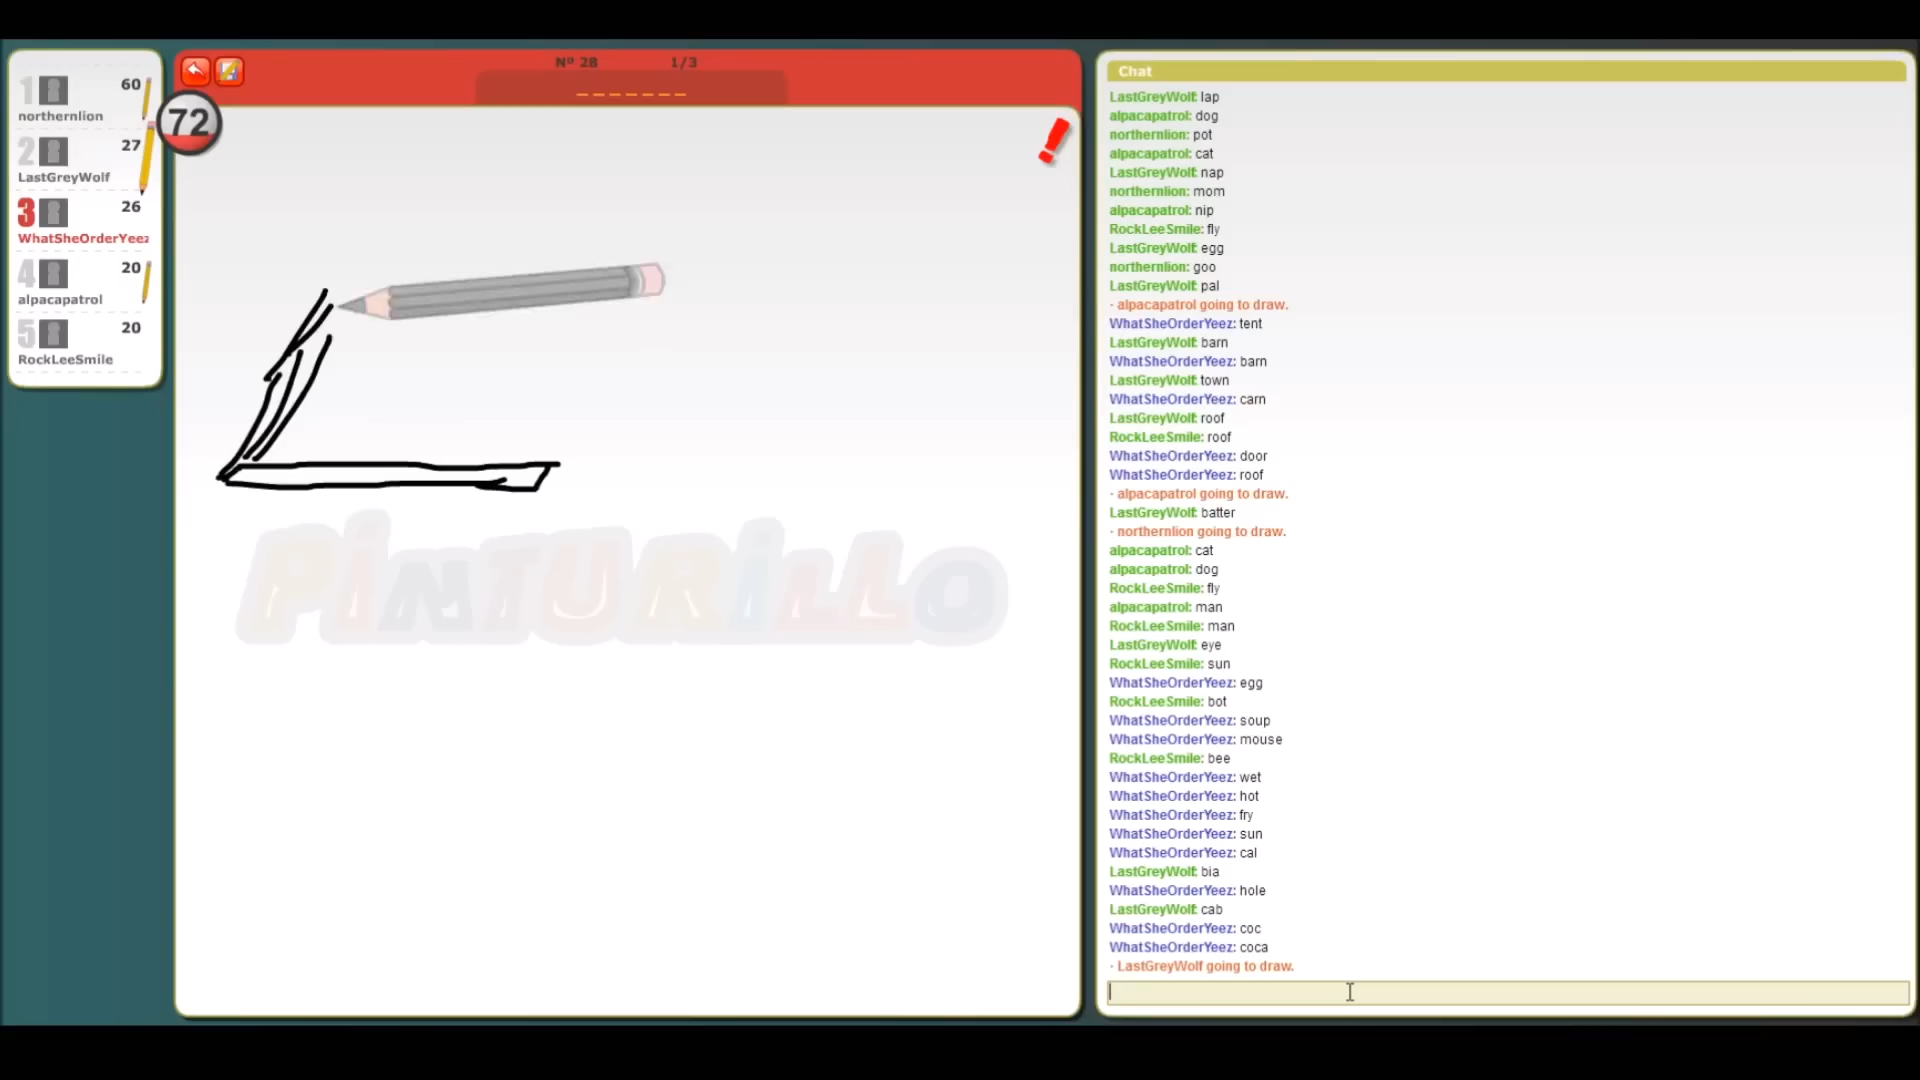 1 60
northernlion
2 27
LastGreyWolf
3 26
WhatSheOrderYeez
4 20
alpacapatrol
5 20
RockLeeSmile
72
Nº 28 1/3
_ _ _ _ _ _ _
!
PiNTURiLLO
Chat
LastGreyWolf: lap
alpacapatrol: dog
northernlion: pot
alpacapatrol: cat
LastGreyWolf: nap
northernlion: mom
alpacapatrol: nip
RockLeeSmile: fly
LastGreyWolf: egg
northernlion: goo
LastGreyWolf: pal
· alpacapatrol going to draw.
WhatSheOrderYeez: tent
LastGreyWolf: barn
WhatSheOrderYeez: barn
LastGreyWolf: town
WhatSheOrderYeez: carn
LastGreyWolf: roof
RockLeeSmile: roof
WhatSheOrderYeez: door
WhatSheOrderYeez: roof
· alpacapatrol going to draw.
LastGreyWolf: batter
· northernlion going to draw.
alpacapatrol: cat
alpacapatrol: dog
RockLeeSmile: fly
alpacapatrol: man
RockLeeSmile: man
LastGreyWolf: eye
RockLeeSmile: sun
WhatSheOrderYeez: egg
RockLeeSmile: bot
WhatSheOrderYeez: soup
WhatSheOrderYeez: mouse
RockLeeSmile: bee
WhatSheOrderYeez: wet
WhatSheOrderYeez: hot
WhatSheOrderYeez: fry
WhatSheOrderYeez: sun
WhatSheOrderYeez: cal
LastGreyWolf: bia
WhatSheOrderYeez: hole
LastGreyWolf: cab
WhatSheOrderYeez: coc
WhatSheOrderYeez: coca
· LastGreyWolf going to draw.